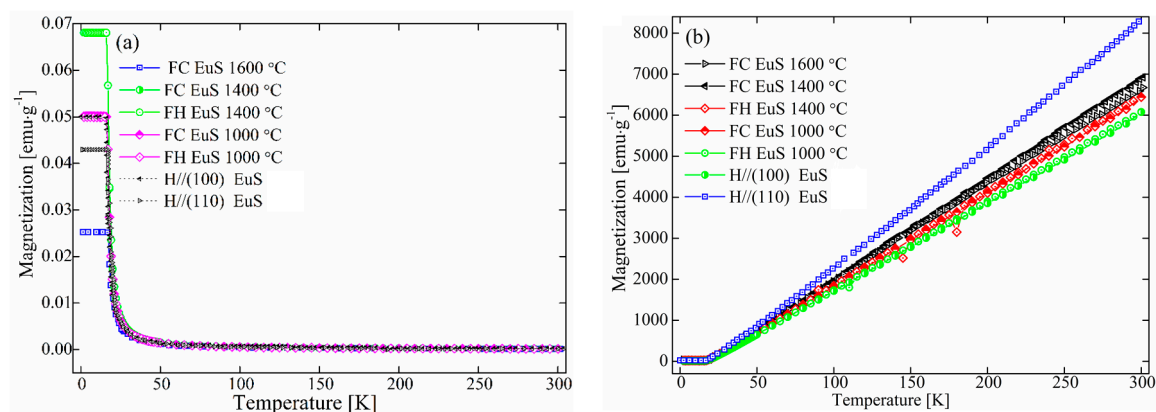 (a)
0.07
0.06
0.05
0.04
0.03
0.02
0.01
0.00
Magnetization [emu·g⁻¹]
FC EuS 1600 °C
FC EuS 1400 °C
FH EuS 1400 °C
FC EuS 1000 °C
FH EuS 1000 °C
H//(100) EuS
H//(110) EuS
0 50 100 150 200 250 300
Temperature [K]
(b)
8000
7000
6000
5000
4000
3000
2000
1000
0
Magnetization [emu·g⁻¹]
FC EuS 1600 °C
FC EuS 1400 °C
FH EuS 1400 °C
FC EuS 1000 °C
FH EuS 1000 °C
H//(100) EuS
H//(110) EuS
0 50 100 150 200 250 300
Temperature [K]